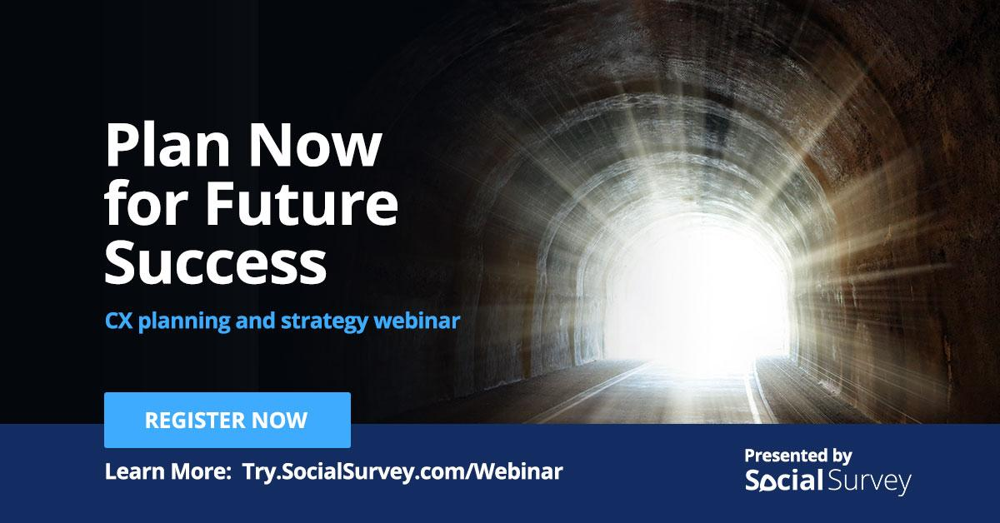 Plan Now
for Future
Success
CX planning and strategy webinar
REGISTER NOW
Learn More: Try.SocialSurvey.com/Webinar
Presented by
SocialSurvey